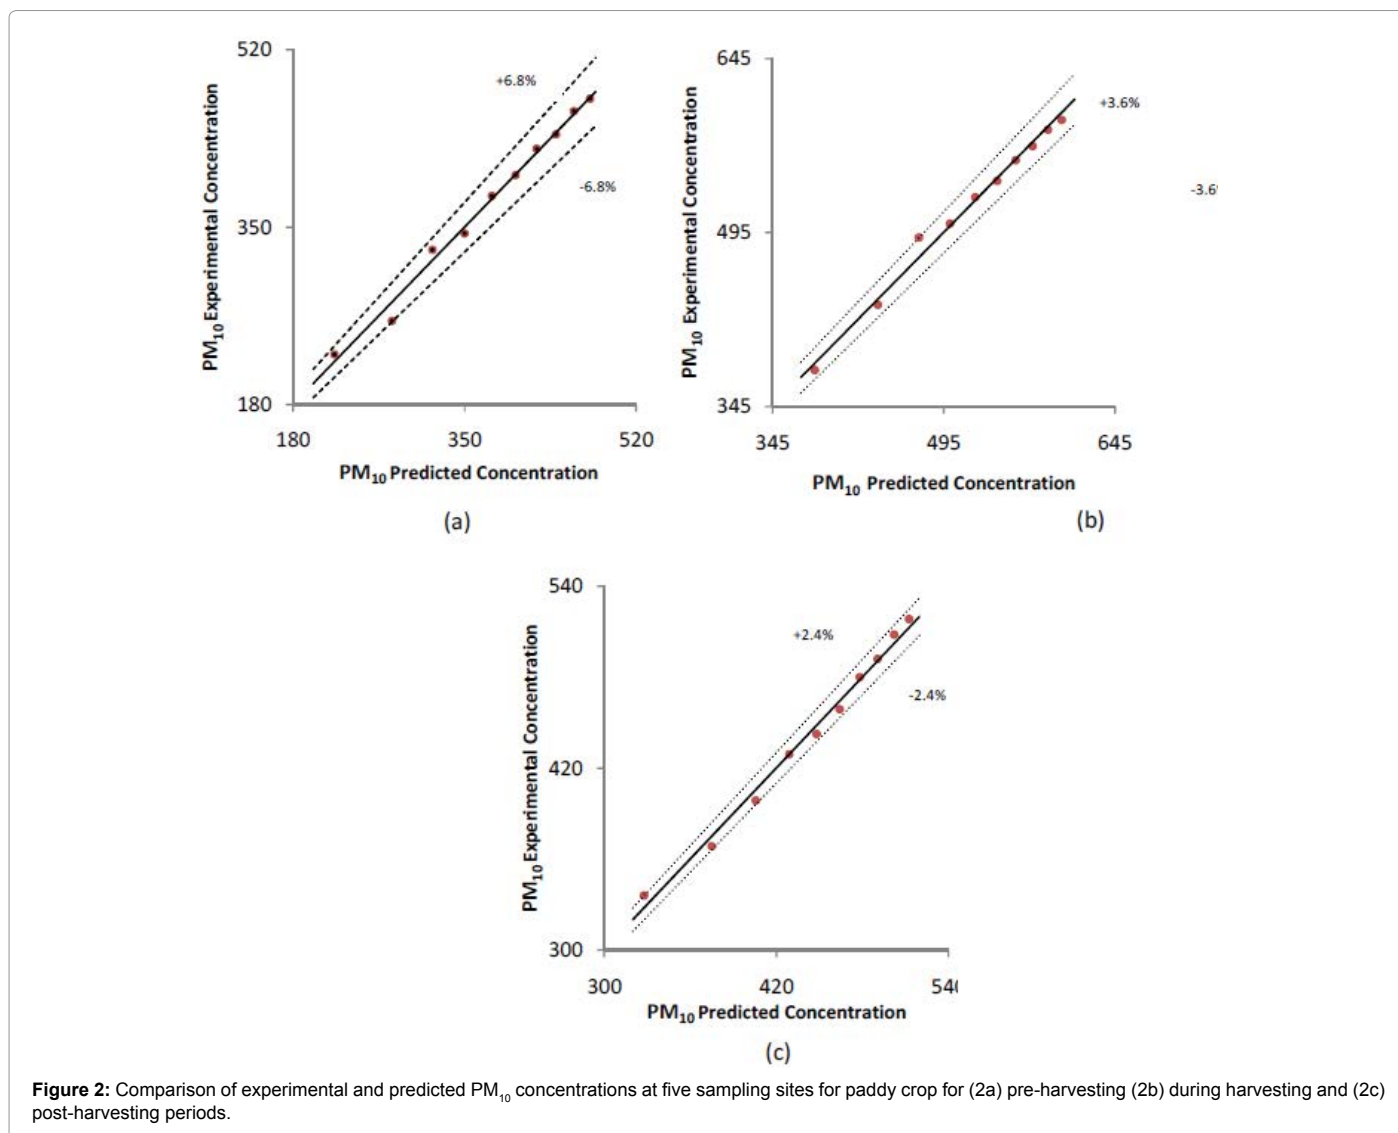 520
350
180
180
350
520
+6.8%
-6.8%
PM10 Experimental Concentration
PM10 Predicted Concentration
(a)
645
495
345
345
495
645
+3.6%
-3.6
PM10 Experimental Concentration
PM10 Predicted Concentration
(b)
540
420
300
300
420
540
+2.4%
-2.4%
PM10 Experimental Concentration
PM10 Predicted Concentration
(c)
Figure 2: Comparison of experimental and predicted PM10 concentrations at five sampling sites for paddy crop for (2a) pre-harvesting (2b) during harvesting and (2c)
post-harvesting periods.